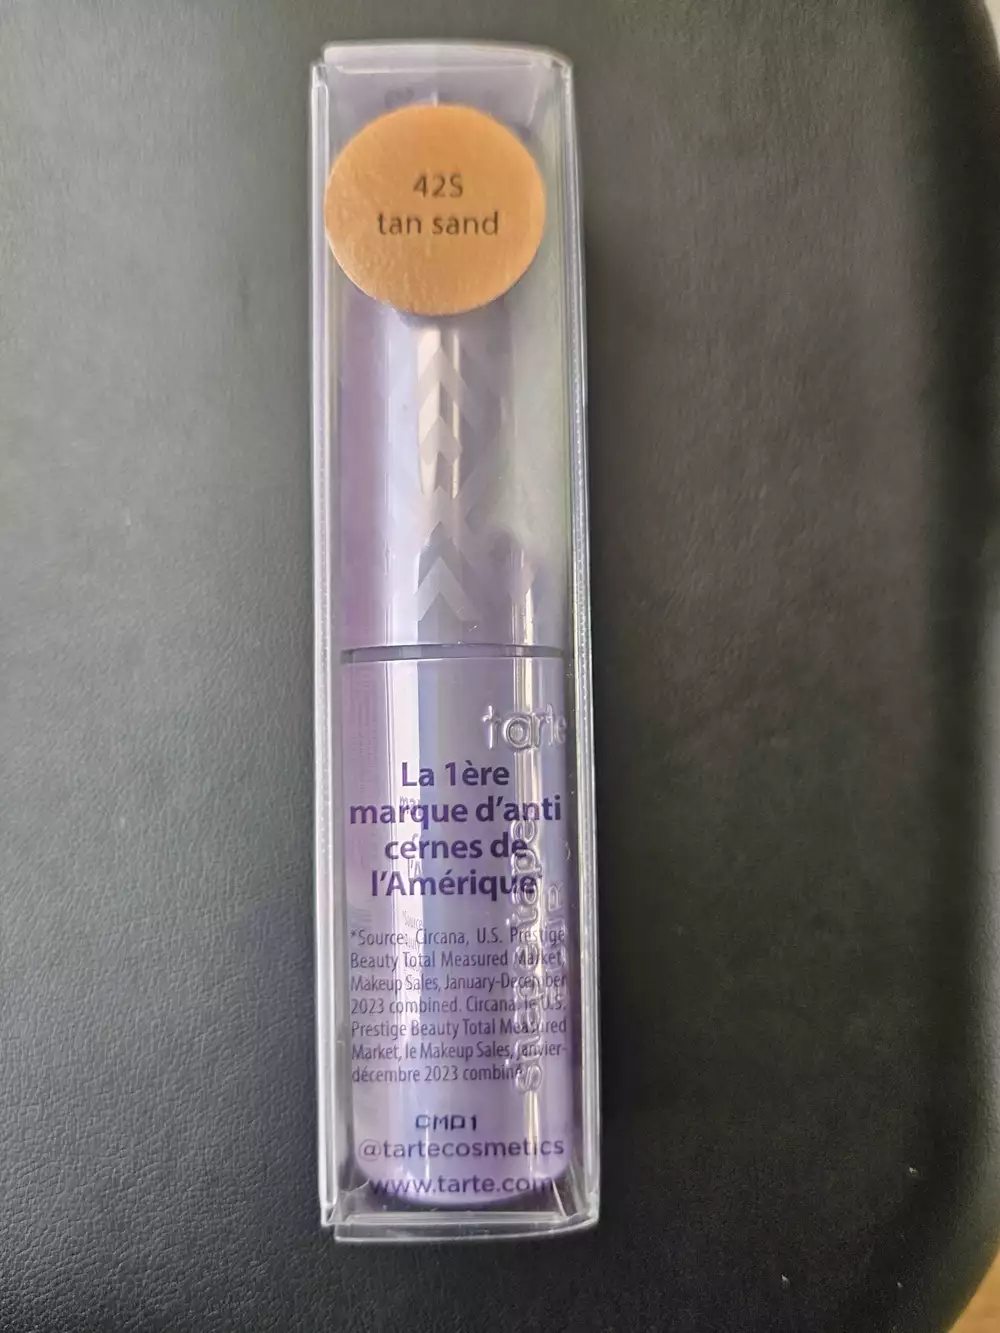 42S
tan sand
tarte
La 1ère
marque d'anti
cernes de
l'Amérique
shape tape
*Source: Circana, U.S. Prestige
Beauty Total Measured Market,
Makeup Sales, January-December
2023 combined. Circana, le U.S.
Prestige Beauty Total Measured
Market, le Makeup Sales, janvier-
décembre 2023 combiné
@tartecosmetics
www.tarte.com